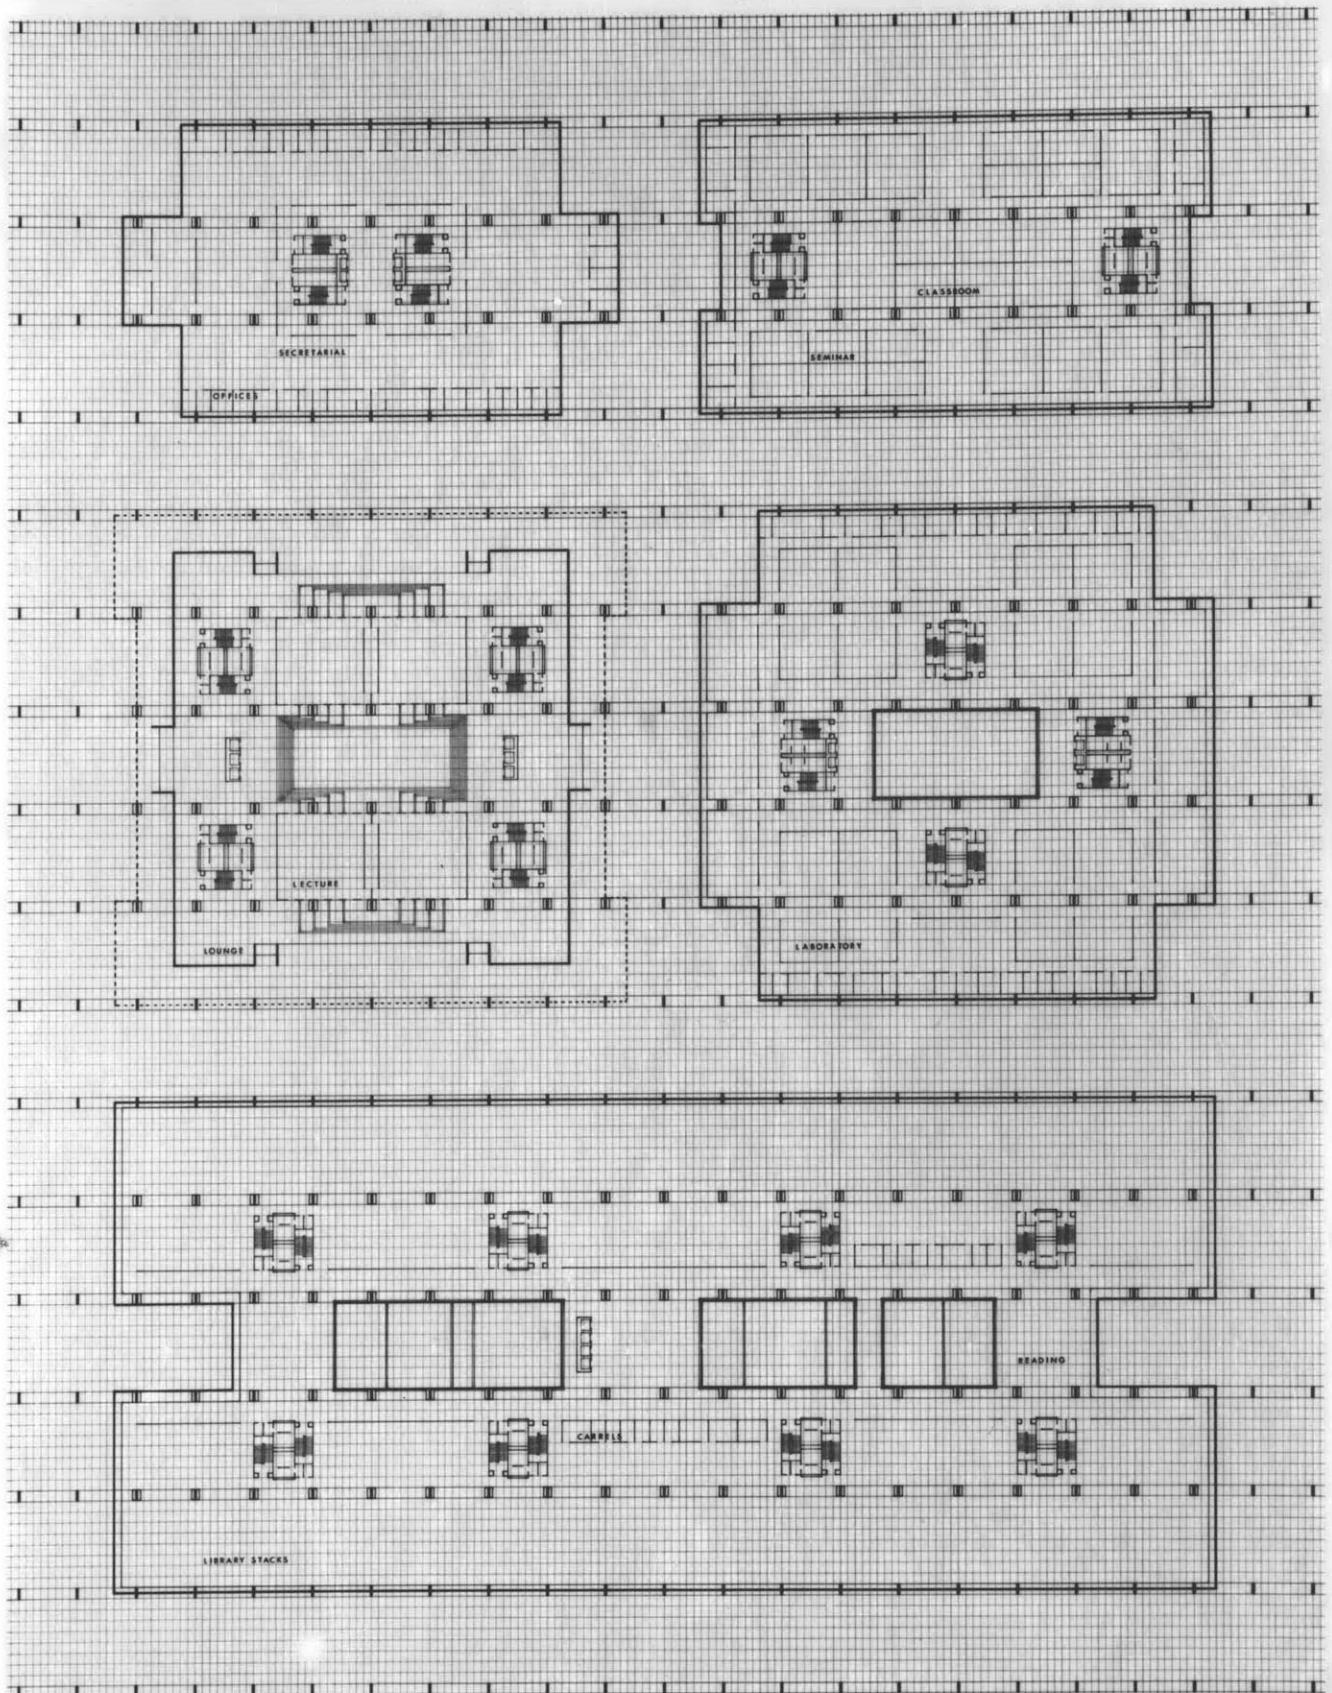 CLASSROOM
SECRETARIAL
SEMINAR
OFFICES
LECTURE
LOUNGE
LABORATORY
READING
CARRELS
LIBRARY STACKS